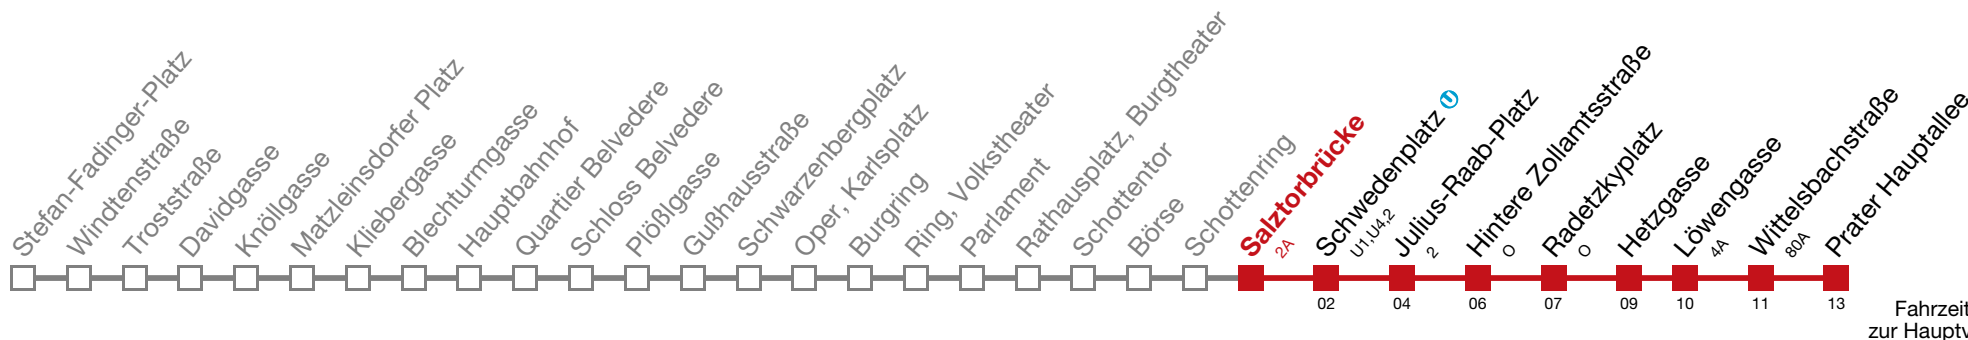 Stefan-Fadinger-Platz
Windtenstraße
Troststraße
Davidgasse
Knöllgasse
Matzleinsdorfer Platz
Kliebergasse
Blechturmgasse
Hauptbahnhof
Quartier Belvedere
Schloss Belvedere
Plößlgasse
Gußhausstraße
Schwarzenbergplatz
Oper, Karlsplatz
Burgring
Ring, Volkstheater
Parlament
Rathausplatz, Burgtheater
Schottentor
Börse
Schottenring
Salztorbrücke
2A
Schwedenplatz U
U1,U4,2
02
Julius-Raab-Platz
2
04
Hintere Zollamtsstraße
O
06
Radetzkyplatz
O
07
Hetzgasse
09
Löwengasse
4A
10
Wittelsbachstraße
80A
11
Prater Hauptallee
13
Fahrzeit
zur Hauptv